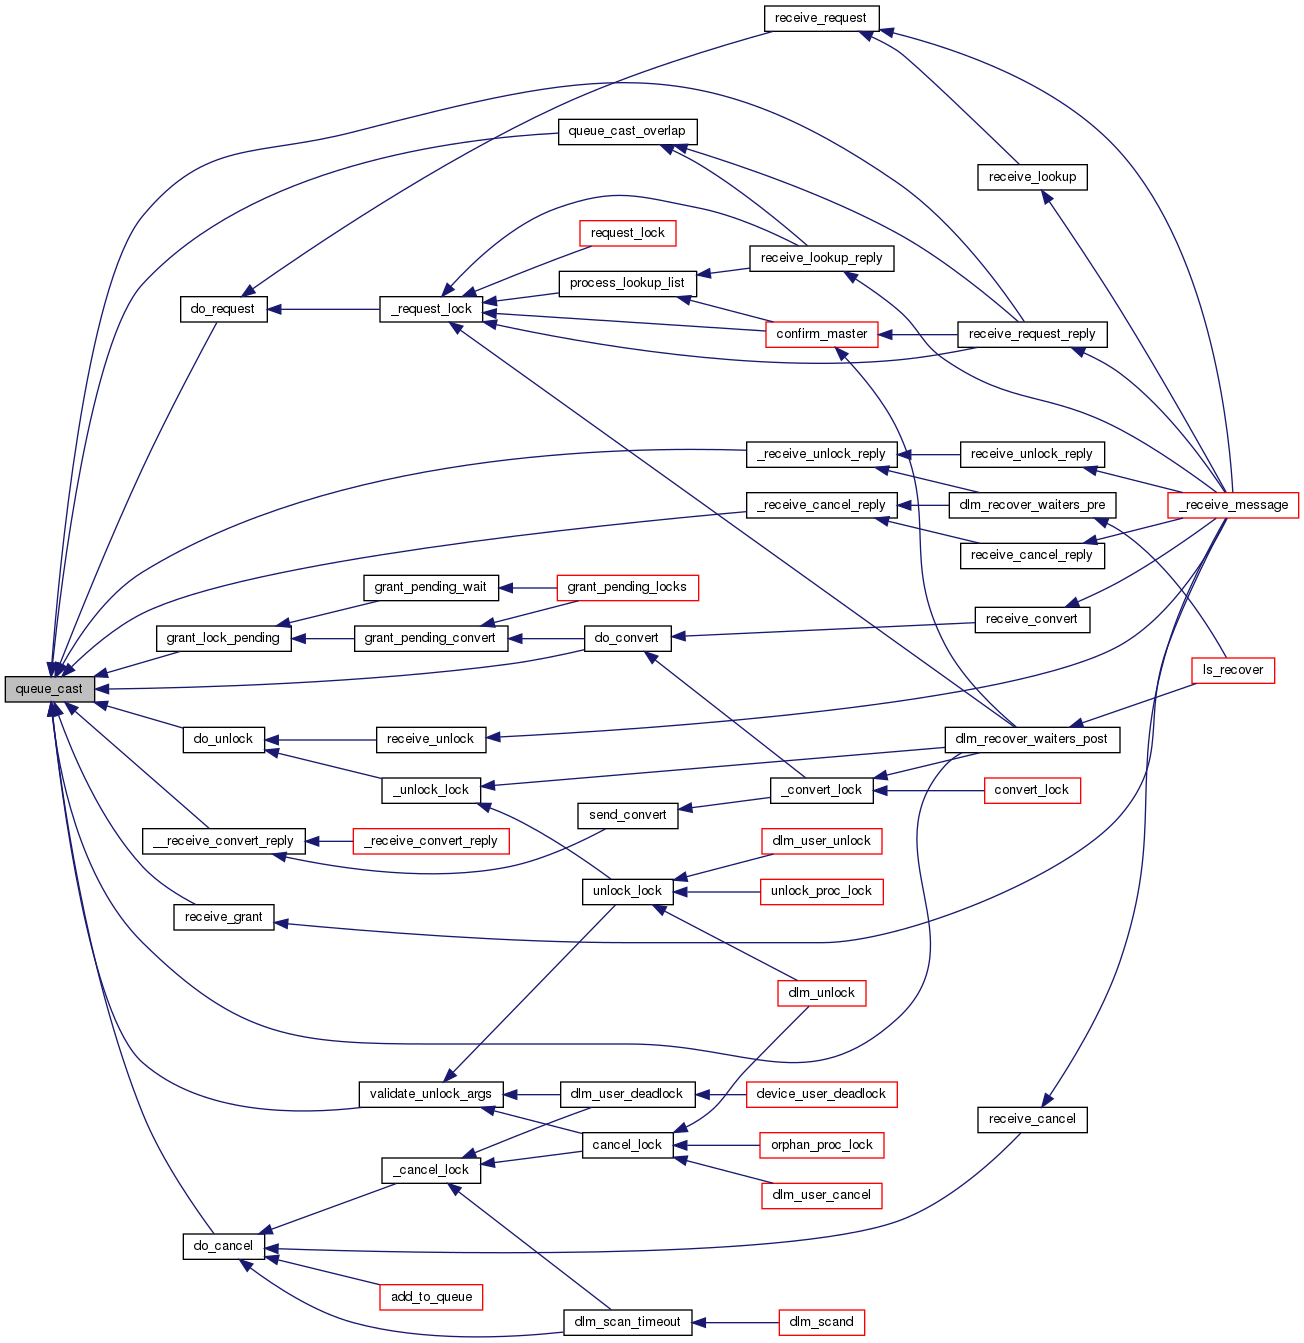 receive_request
queue_cast_overlap
receive_lookup
request_lock
receive_lookup_reply
process_lookup_list
do_request
_request_lock
confirm_master
receive_request_reply
_receive_unlock_reply
receive_unlock_reply
_receive_cancel_reply
dlm_recover_waiters_pre
_receive_message
receive_cancel_reply
grant_pending_wait
grant_pending_locks
grant_lock_pending
grant_pending_convert
do_convert
receive_convert
ls_recover
queue_cast
do_unlock
receive_unlock
dlm_recover_waiters_post
_unlock_lock
_convert_lock
convert_lock
send_convert
__receive_convert_reply
_receive_convert_reply
dlm_user_unlock
unlock_lock
unlock_proc_lock
receive_grant
dlm_unlock
validate_unlock_args
dlm_user_deadlock
device_user_deadlock
receive_cancel
cancel_lock
orphan_proc_lock
_cancel_lock
dlm_user_cancel
do_cancel
add_to_queue
dlm_scan_timeout
dlm_scand